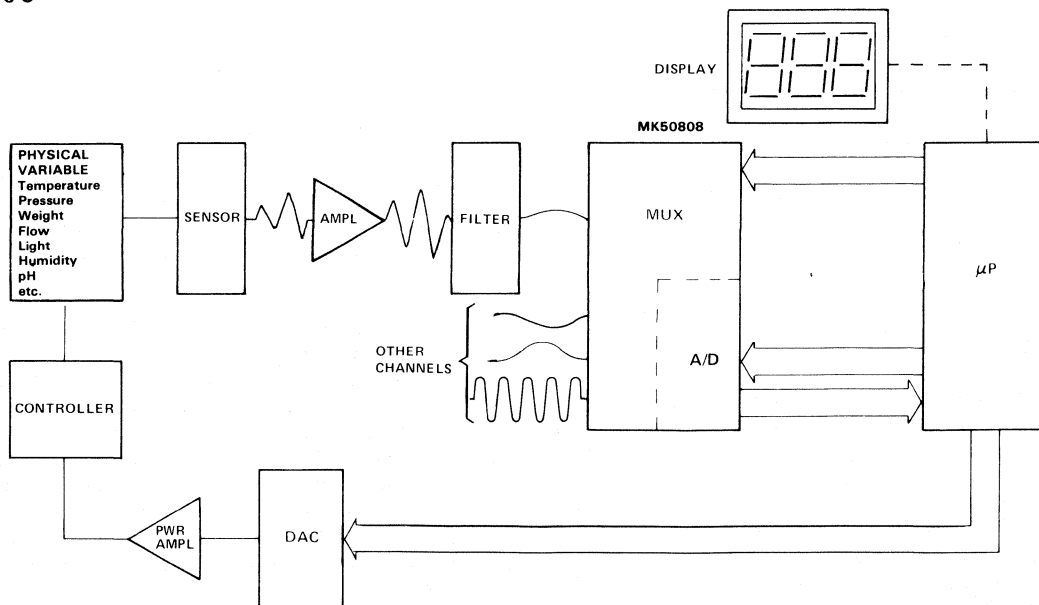 DISPLAY
MK50808
PHYSICAL
VARIABLE
Temperature
Pressure
Weight
Flow
Light
Humidity
pH
etc.
SENSOR
AMPL
FILTER
MUX
A/D
μP
OTHER
CHANNELS
CONTROLLER
PWR
AMPL
DAC